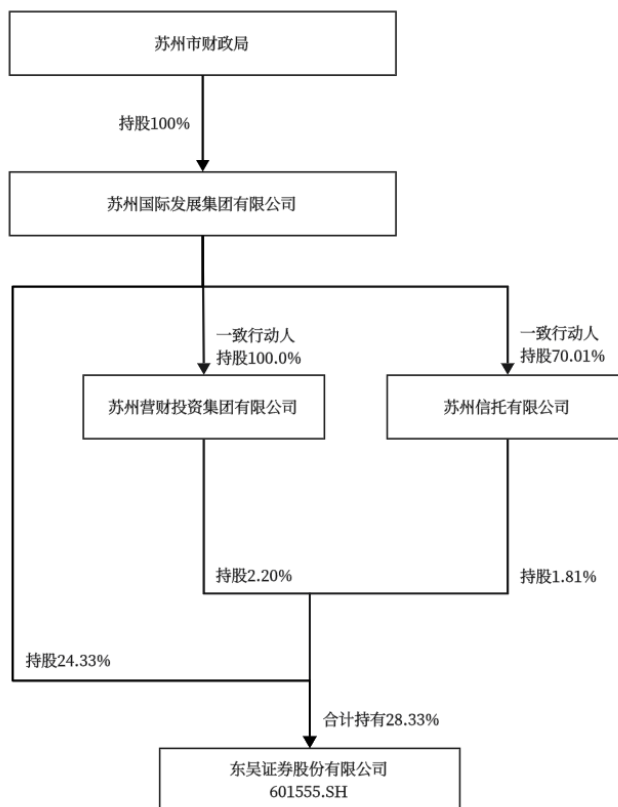 苏州市财政局
持股100%
苏州国际发展集团有限公司
一致行动人
持股100.0%
一致行动人
持股70.01%
苏州营财投资集团有限公司
苏州信托有限公司
持股2.20%
持股1.81%
持股24.33%
合计持有28.33%
东吴证券股份有限公司
601555.SH